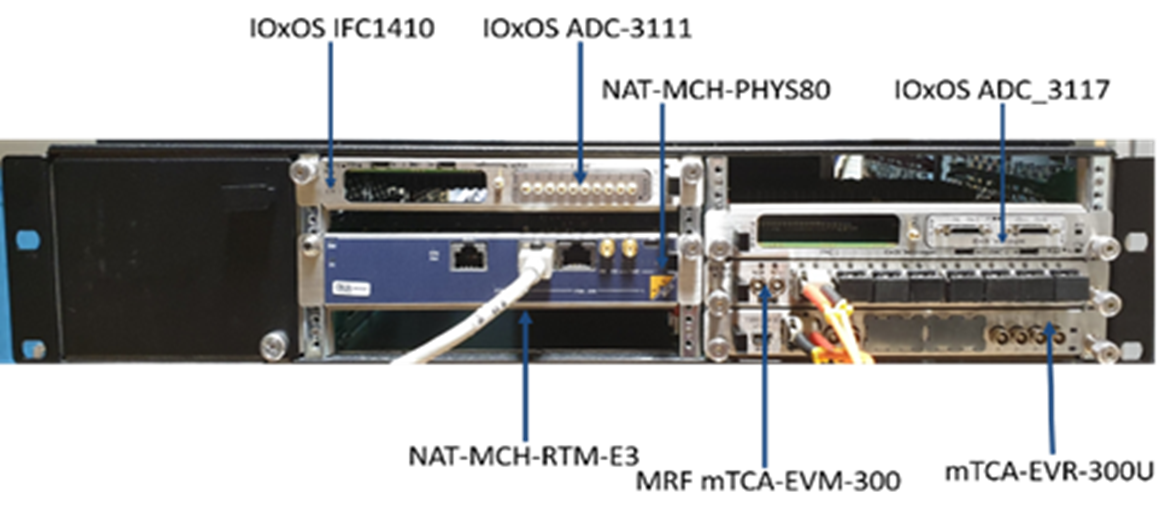 IOxOS IFC1410
IOxOS ADC-3111
NAT-MCH-PHYS80
IOxOS ADC_3117
NAT-MCH-RTM-E3
MRF mTCA-EVM-300
mTCA-EVR-300U